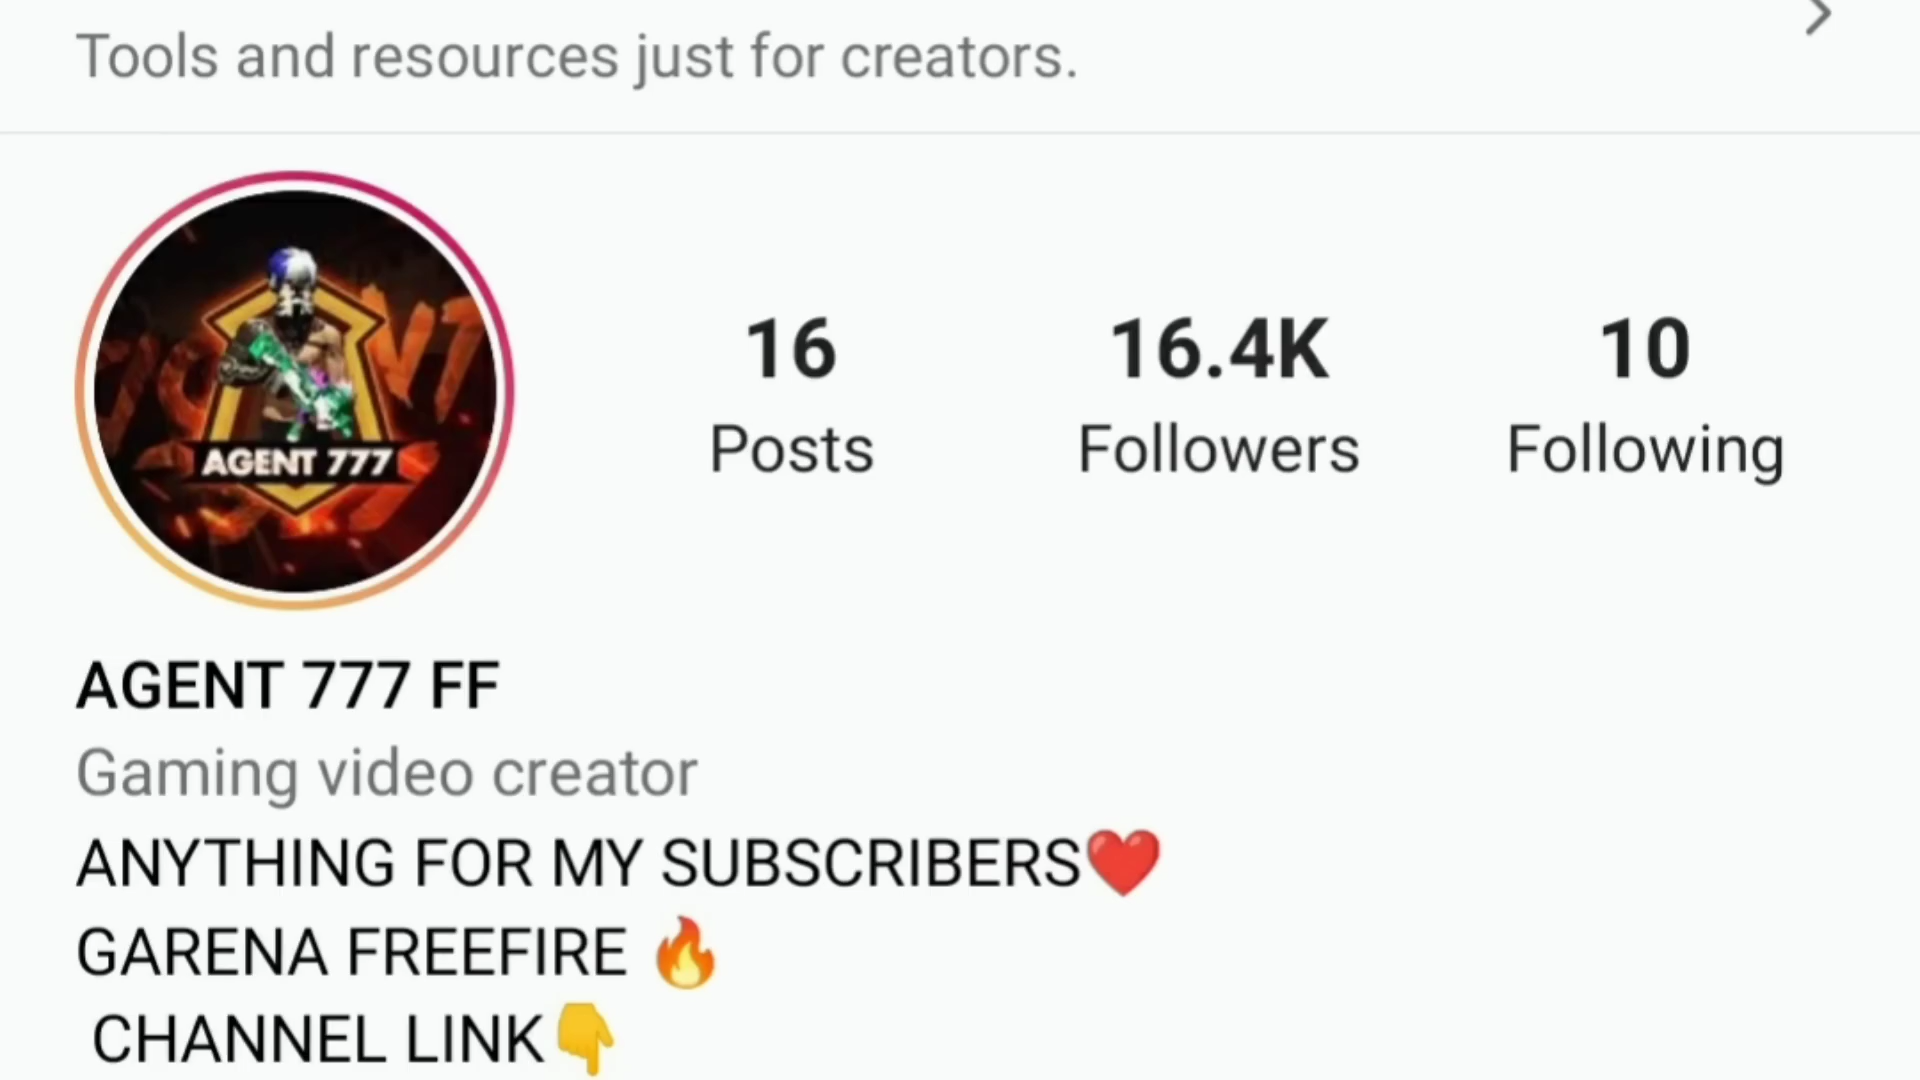 Tools and resources just for creators.
AGENT 777
16
Posts
16.4K
Followers
10
Following
AGENT 777 FF
Gaming video creator
ANYTHING FOR MY SUBSCRIBERS❤️
GARENA FREEFIRE 🔥
CHANNEL LINK👇